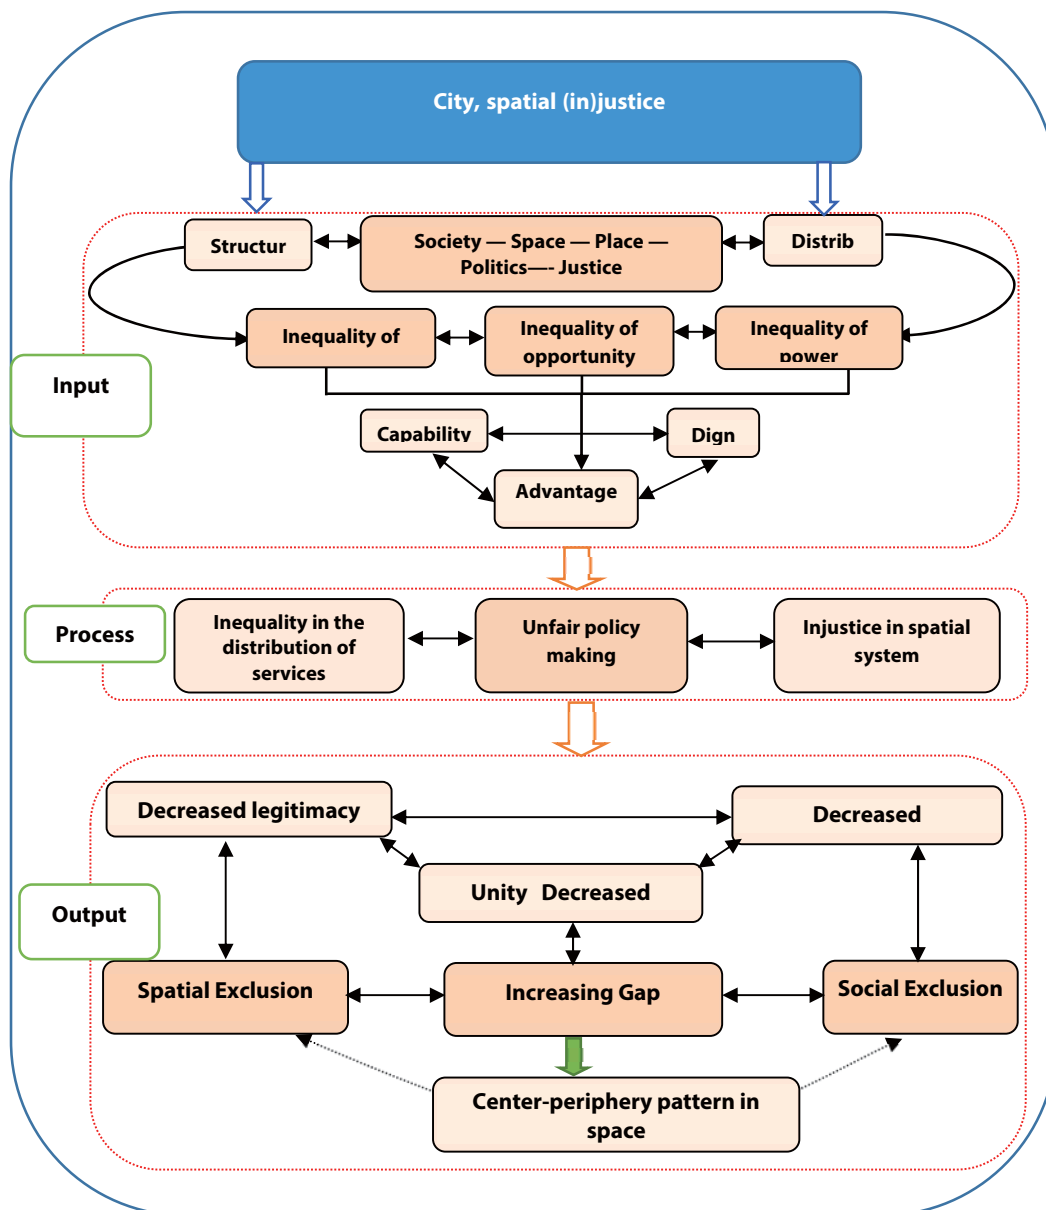 City, spatial (in)justice
Structur
Society — Space — Place —
Politics—-- Justice
Distrib
Inequality of
Inequality of
opportunity
Inequality of
power
Input
Capability
Dign
Advantage
Process
Inequality in the
distribution of
services
Unfair policy
making
Injustice in spatial
system
Decreased legitimacy
Decreased
Unity Decreased
Output
Spatial Exclusion
Increasing Gap
Social Exclusion
Center-periphery pattern in
space